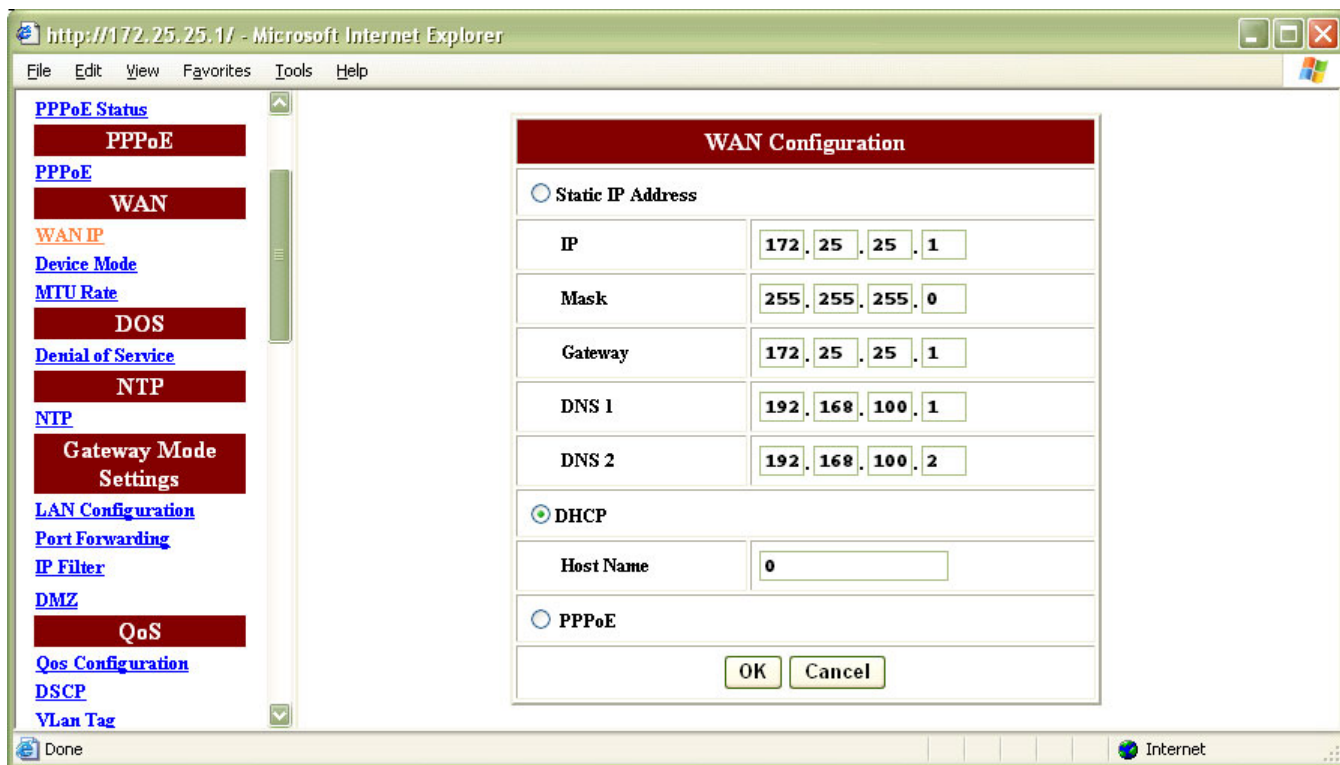 http://172.25.25.1/ - Microsoft Internet Explorer
File Edit View Favorites Tools Help
PPPoE Status
PPPoE
PPPoE
WAN
WAN IP
Device Mode
MTU Rate
DOS
Denial of Service
NTP
NTP
Gateway Mode
Settings
LAN Configuration
Port Forwarding
IP Filter
DMZ
QoS
Qos Configuration
DSCP
VLan Tag
WAN Configuration
Static IP Address
IP 172 . 25 . 25 . 1
Mask 255 . 255 . 255 . 0
Gateway 172 . 25 . 25 . 1
DNS 1 192 . 168 . 100 . 1
DNS 2 192 . 168 . 100 . 2
DHCP
Host Name 0
PPPoE
OK Cancel
Done Internet